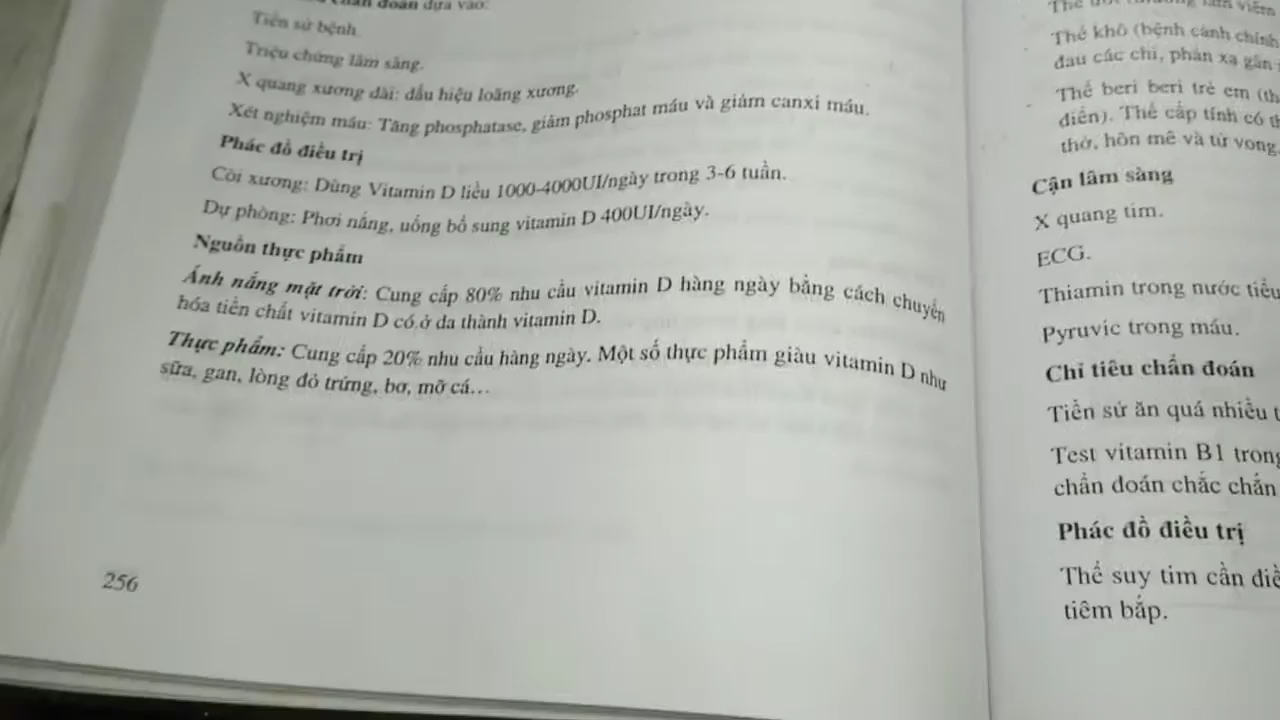 chẩn đoán dựa vào:
Tiền sử bệnh.
Triệu chứng lâm sàng.
X quang xương dài: dấu hiệu loãng xương.
Xét nghiệm máu: Tăng phosphatase, giảm phosphat máu và giảm canxi máu.
Phác đồ điều trị
Còi xương: Dùng Vitamin D liều 1000-4000UI/ngày trong 3-6 tuần.
Dự phòng: Phơi nắng, uống bổ sung vitamin D 400UI/ngày.
Nguồn thực phẩm
Ánh nắng mặt trời: Cung cấp 80% nhu cầu vitamin D hàng ngày bằng cách chuyển
hóa tiền chất vitamin D có ở da thành vitamin D.
Thực phẩm: Cung cấp 20% nhu cầu hàng ngày. Một số thực phẩm giàu vitamin D như
sữa, gan, lòng đỏ trứng, bơ, mỡ cá...
256
Thể
Thể khô (bệnh cảnh chính
đau các chi, phản xạ gân
Thể beri beri trẻ em (th
điển). Thể cấp tính có th
thở, hôn mê và tử vong.
Cận lâm sàng
X quang tim.
ECG.
Thiamin trong nước tiểu
Pyruvic trong máu.
Chỉ tiêu chẩn đoán
Tiền sử ăn quá nhiều t
Test vitamin B1 trong
chẩn đoán chắc chắn
Phác đồ điều trị
Thể suy tim cần điề
tiêm bắp.